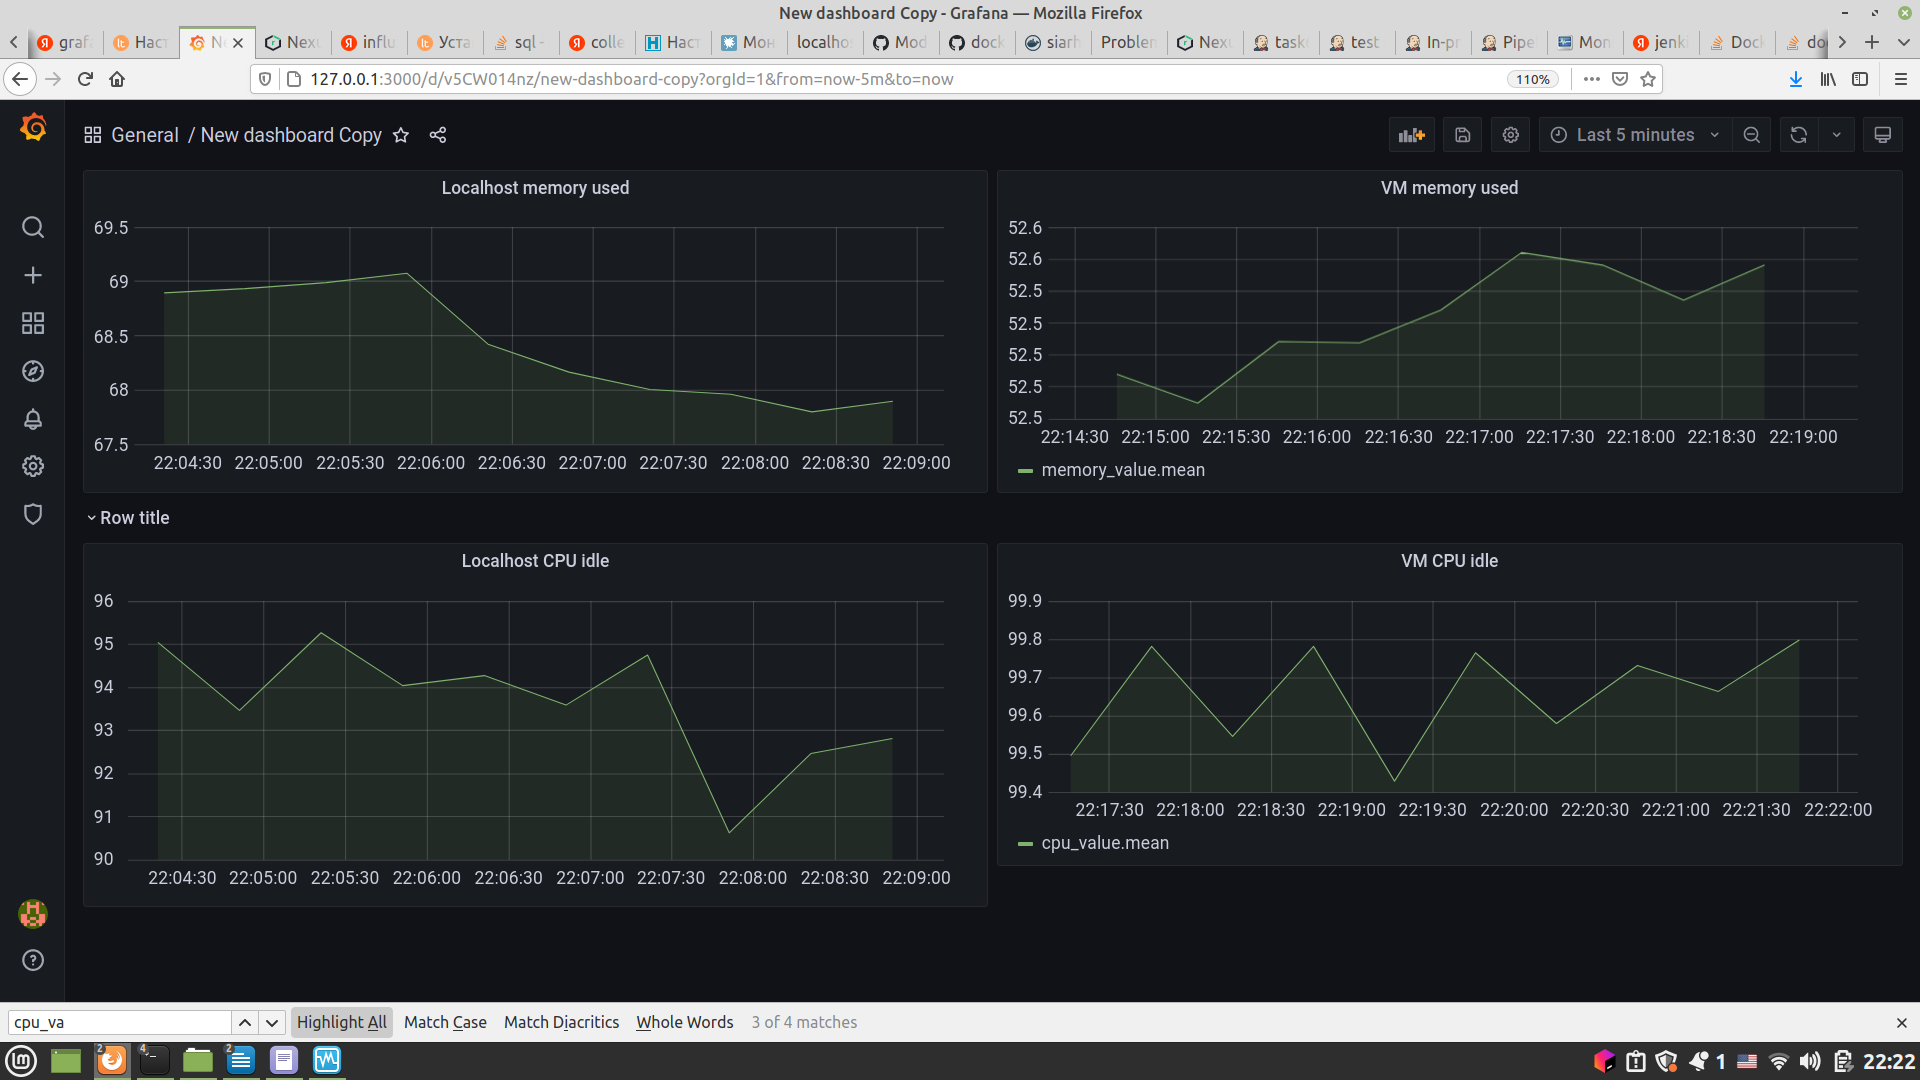 New dashboard Copy - Grafana — Mozilla Firefox
graf Наст N Nex influ Уста sql - colle Наст Мон localho Mod dock siarh Problem Nexu task test In-pr Pipe Moni jenk Dock do
127.0.0.1:3000/d/v5CW014nz/new-dashboard-copy?orgId=1&from=now-5m&to=now 110%
General / New dashboard Copy Last 5 minutes
Localhost memory used
69.5
69
68.5
68
67.5
22:04:30 22:05:00 22:05:30 22:06:00 22:06:30 22:07:00 22:07:30 22:08:00 22:08:30 22:09:00
VM memory used
52.6
52.6
52.5
52.5
52.5
52.5
52.5
22:14:30 22:15:00 22:15:30 22:16:00 22:16:30 22:17:00 22:17:30 22:18:00 22:18:30 22:19:00
memory_value.mean
Row title
Localhost CPU idle
96
95
94
93
92
91
90
22:04:30 22:05:00 22:05:30 22:06:00 22:06:30 22:07:00 22:07:30 22:08:00 22:08:30 22:09:00
VM CPU idle
99.9
99.8
99.7
99.6
99.5
99.4
22:17:30 22:18:00 22:18:30 22:19:00 22:19:30 22:20:00 22:20:30 22:21:00 22:21:30 22:22:00
cpu_value.mean
cpu_va Highlight All Match Case Match Diacritics Whole Words 3 of 4 matches
2 4 2 1 22:22